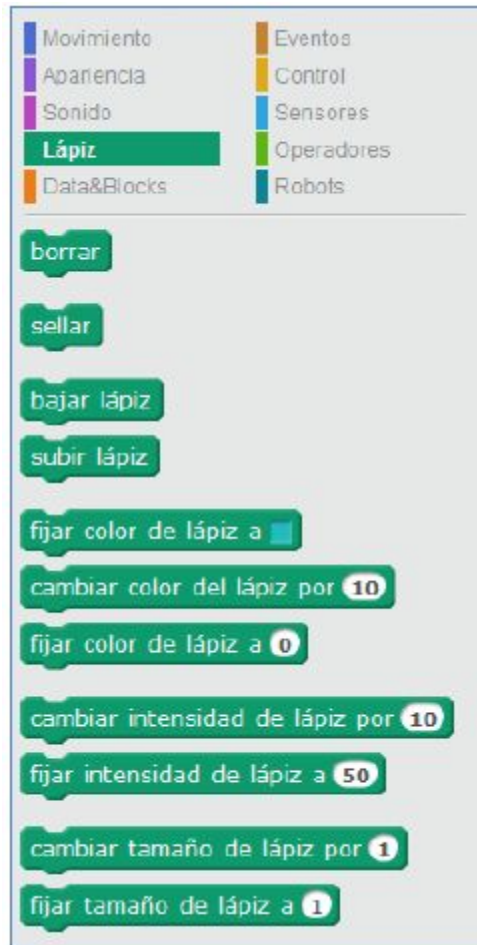 Movimiento
Eventos
Apariencia
Control
Sonido
Sensores
Lápiz
Operadores
Data&Blocks
Robots
borrar
sellar
bajar lápiz
subir lápiz
fijar color de lápiz a
cambiar color del lápiz por 10
fijar color de lápiz a 0
cambiar intensidad de lápiz por 10
fijar intensidad de lápiz a 50
cambiar tamaño de lápiz por 1
fijar tamaño de lápiz a 1